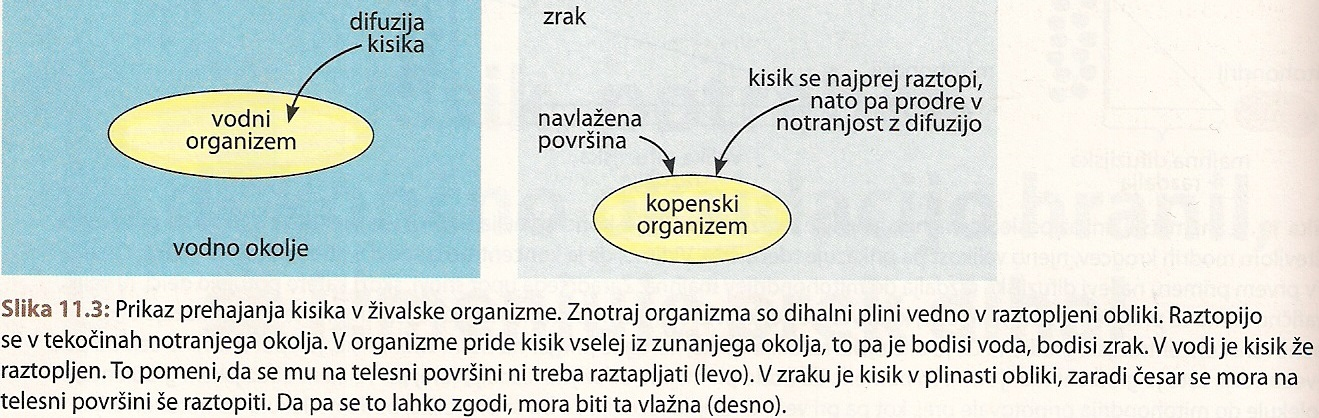 difuzija
kisika
vodni
organizem
vodno okolje
zrak
kisik se najprej raztopi,
nato pa prodre v
notranjost z difuzijo
navlažena
površina
kopenski
organizem
Slika 11.3: Prikaz prehajanja kisika v živalske organizme. Znotraj organizma so dihalni plini vedno v raztopljeni obliki. Raztopijo
se v tekočinah notranjega okolja. V organizme pride kisik vselej iz zunanjega okolja, to pa je bodisi voda, bodisi zrak. V vodi je kisik že
raztopljen. To pomeni, da se mu na telesni površini ni treba raztapljati (levo). V zraku je kisik v plinasti obliki, zaradi česar se mora na
telesni površini še raztopiti. Da pa se to lahko zgodi, mora biti ta vlažna (desno).